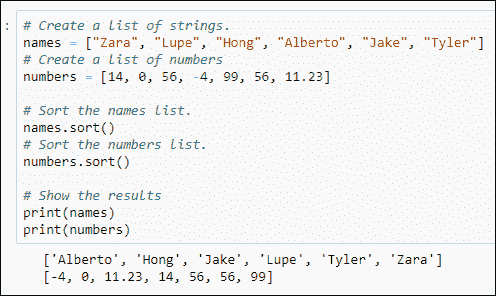 : # Create a list of strings.
names = ["Zara", "Lupe", "Hong", "Alberto", "Jake", "Tyler"]
# Create a list of numbers
numbers = [14, 0, 56, -4, 99, 56, 11.23]
# Sort the names list.
names.sort()
# Sort the numbers list.
numbers.sort()
# Show the results
print(names)
print(numbers)
['Alberto', 'Hong', 'Jake', 'Lupe', 'Tyler', 'Zara']
[-4, 0, 11.23, 14, 56, 56, 99]